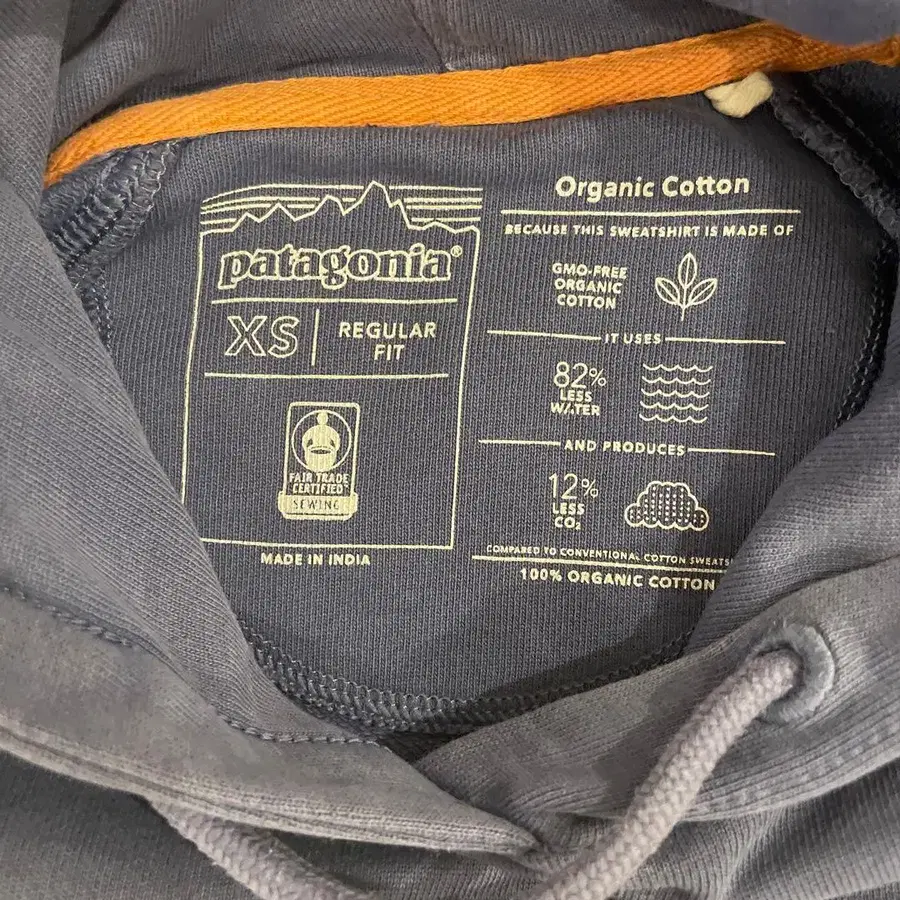 patagonia®
XS
REGULAR
FIT
FAIR TRADE
CERTIFIED
SEWING
MADE IN INDIA
Organic Cotton
BECAUSE THIS SWEATSHIRT IS MADE OF
GMO-FREE
ORGANIC
COTTON
IT USES
82%
LESS
WATER
AND PRODUCES
12%
LESS
CO₂
COMPARED TO CONVENTIONAL COTTON SWEATS
100% ORGANIC COTTON